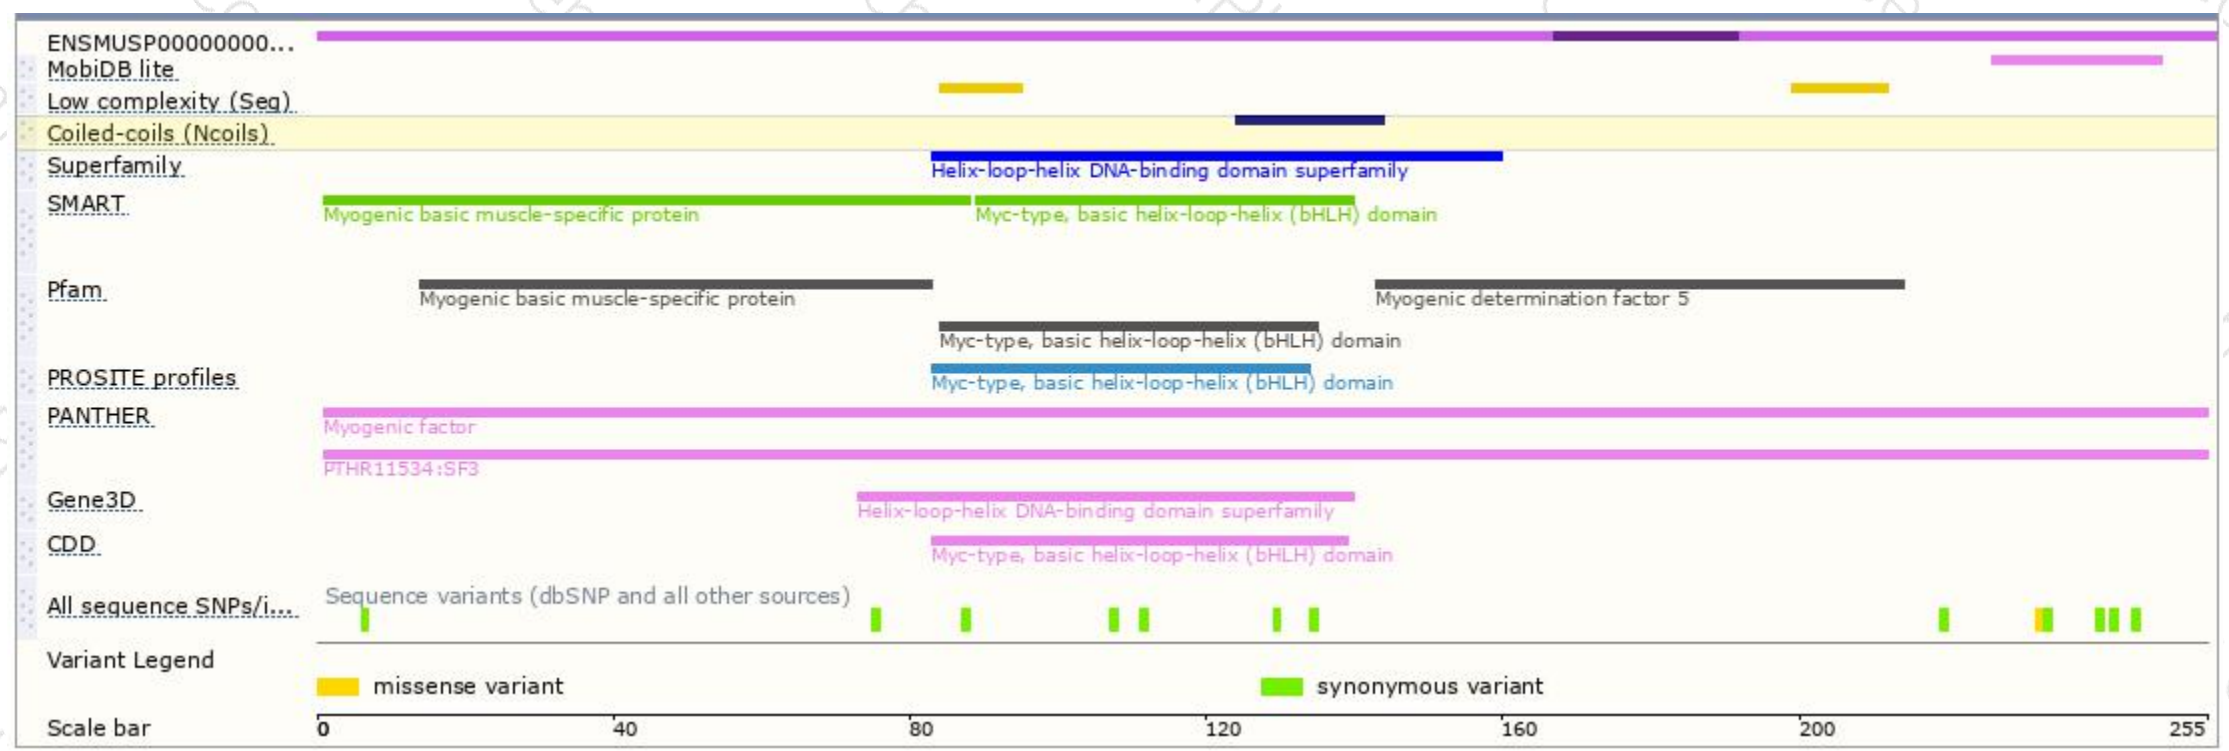 ENSMUSP00000000...
MobiDB lite
Low complexity (Seg)
Coiled-coils (Ncoils)
Superfamily
Helix-loop-helix DNA-binding domain superfamily
SMART
Myogenic basic muscle-specific protein
Myc-type, basic helix-loop-helix (bHLH) domain
Pfam
Myogenic basic muscle-specific protein
Myogenic determination factor 5
Myc-type, basic helix-loop-helix (bHLH) domain
PROSITE profiles
Myc-type, basic helix-loop-helix (bHLH) domain
PANTHER
Myogenic factor
PTHR11534:SF3
Gene3D
Helix-loop-helix DNA-binding domain superfamily
CDD
Myc-type, basic helix-loop-helix (bHLH) domain
All sequence SNPs/i...
Sequence variants (dbSNP and all other sources)
Variant Legend
missense variant
synonymous variant
Scale bar
0 40 80 120 160 200 255